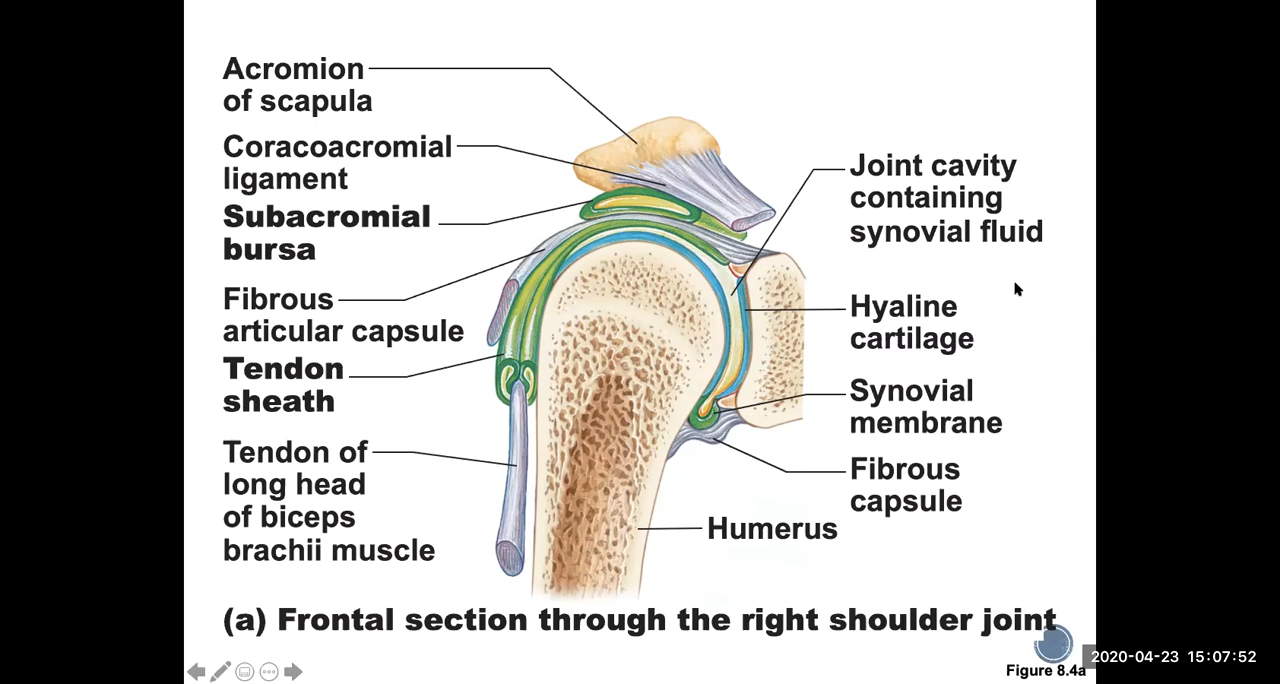 Acromion
of scapula
Coracoacromial
ligament
Subacromial
bursa
Fibrous
articular capsule
Tendon
sheath
Tendon of
long head
of biceps
brachii muscle
Joint cavity
containing
synovial fluid
Hyaline
cartilage
Synovial
membrane
Fibrous
capsule
Humerus
(a) Frontal section through the right shoulder joint
2020-04-23 15:07:52
Figure 8.4a